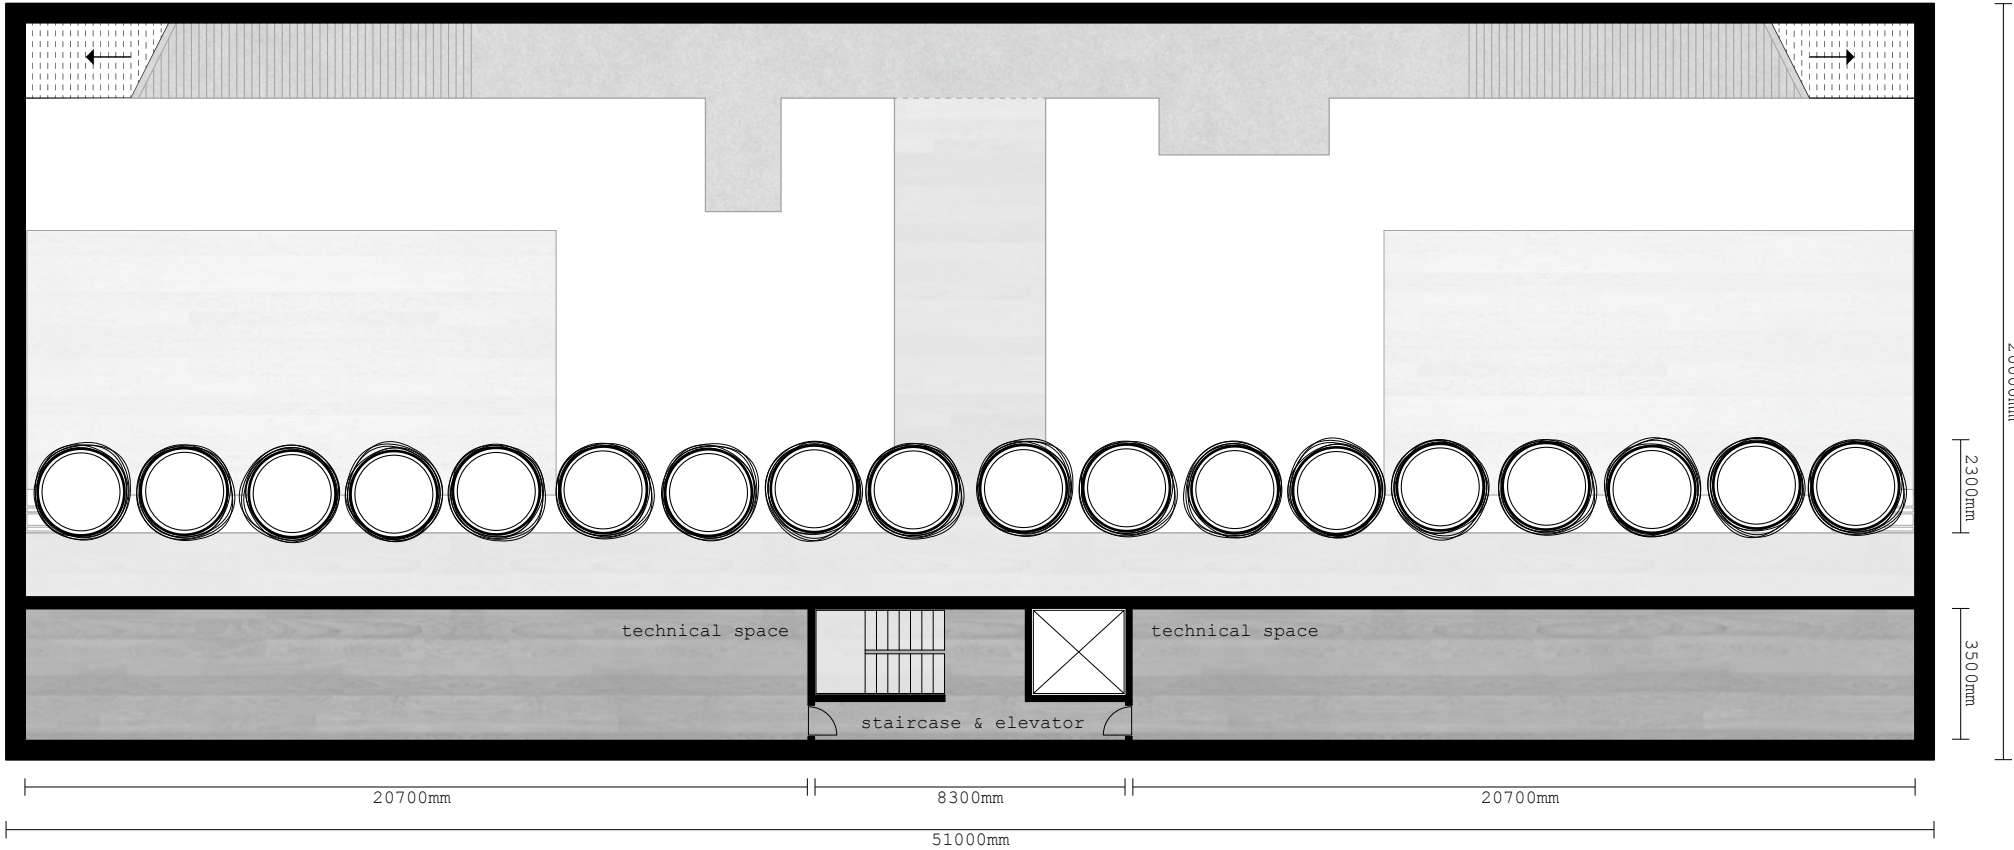 2300mm
technical space
technical space
3500mm
staircase & elevator
20700mm
8300mm
20700mm
51000mm